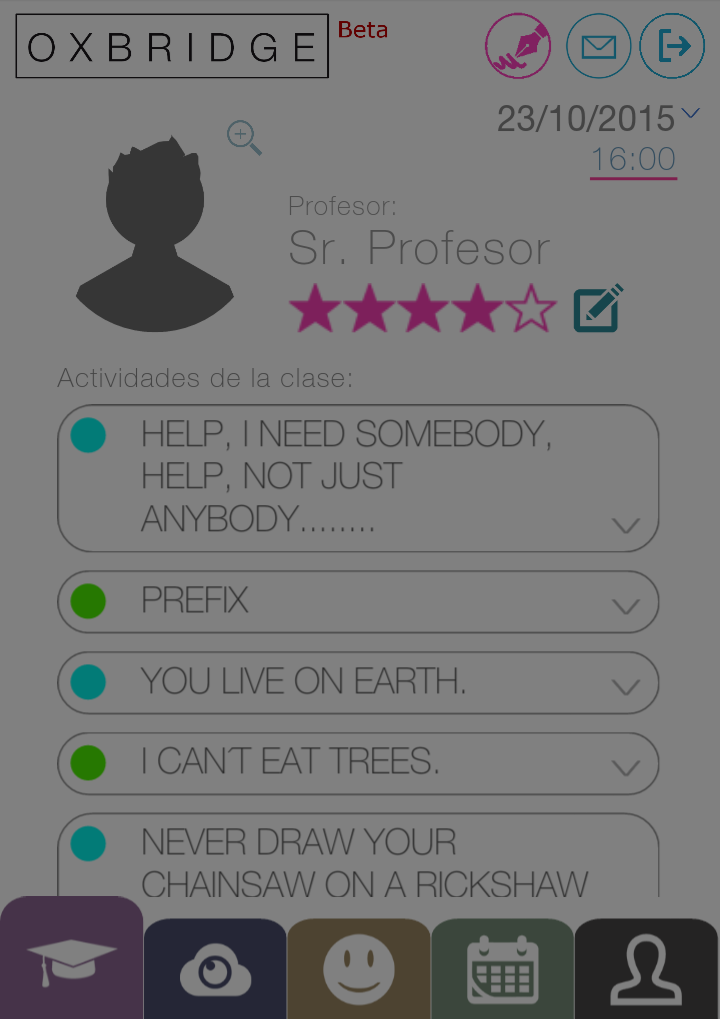 OXBRIDGE Beta
23/10/2015
16:00
Profesor:
Sr. Profesor
Actividades de la clase:
HELP, I NEED SOMEBODY,
HELP, NOT JUST
ANYBODY........
PREFIX
YOU LIVE ON EARTH.
I CAN´T EAT TREES.
NEVER DRAW YOUR
CHAINSAW ON A RICKSHAW